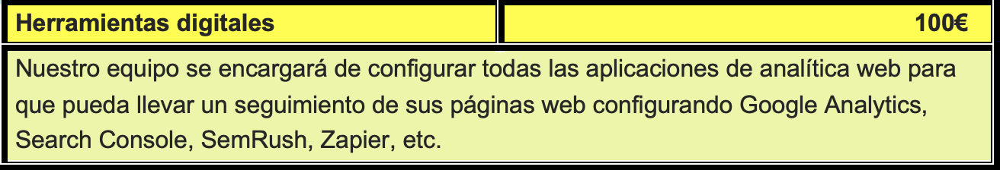 Herramientas digitales 100€
Nuestro equipo se encargará de configurar todas las aplicaciones de analítica web para
que pueda llevar un seguimiento de sus páginas web configurando Google Analytics,
Search Console, SemRush, Zapier, etc.